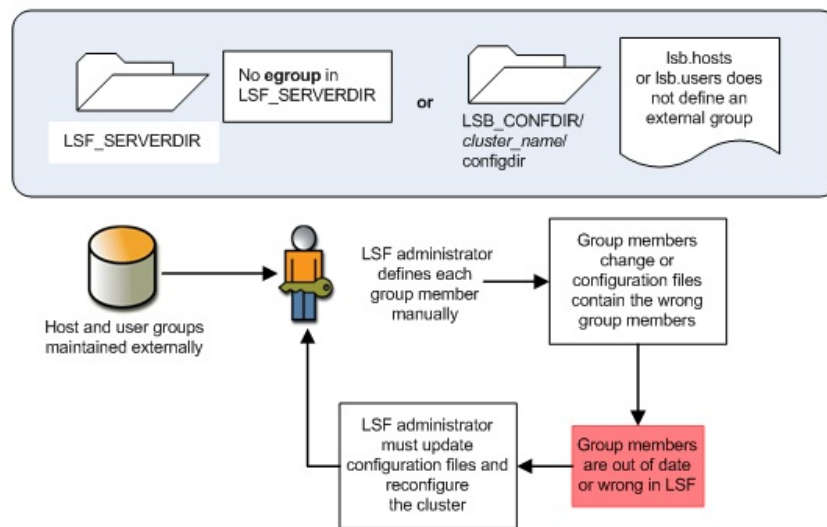 LSF_SERVERDIR
No egroup in
LSF_SERVERDIR
or
LSB_CONFDIR/
cluster_name/
configdir
lsb.hosts
or lsb.users does
not define an
external group
Host and user groups
maintained externally
LSF administrator
defines each
group member
manually
Group members
change or
configuration files
contain the wrong
group members
Group members
are out of date
or wrong in LSF
LSF administrator
must update
configuration files and
reconfigure
the cluster